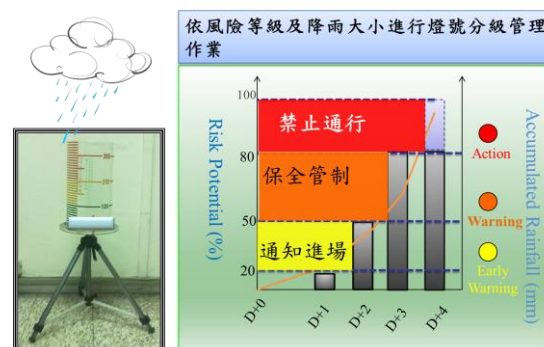 依風險等級及降雨大小進行燈號分級管理
作業
100
禁止通行
80
保全管制
50
通知進場
20
Risk Potential (%)
D+0
D+1
D+2
D+3
D+4
Action
Warning
Early
Warning
Accumulated Rainfall (mm)